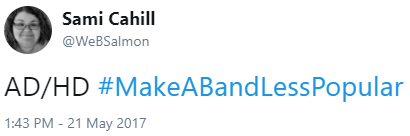 Sami Cahill
@WeBSalmon
AD/HD #MakeABandLessPopular
1:43 PM - 21 May 2017